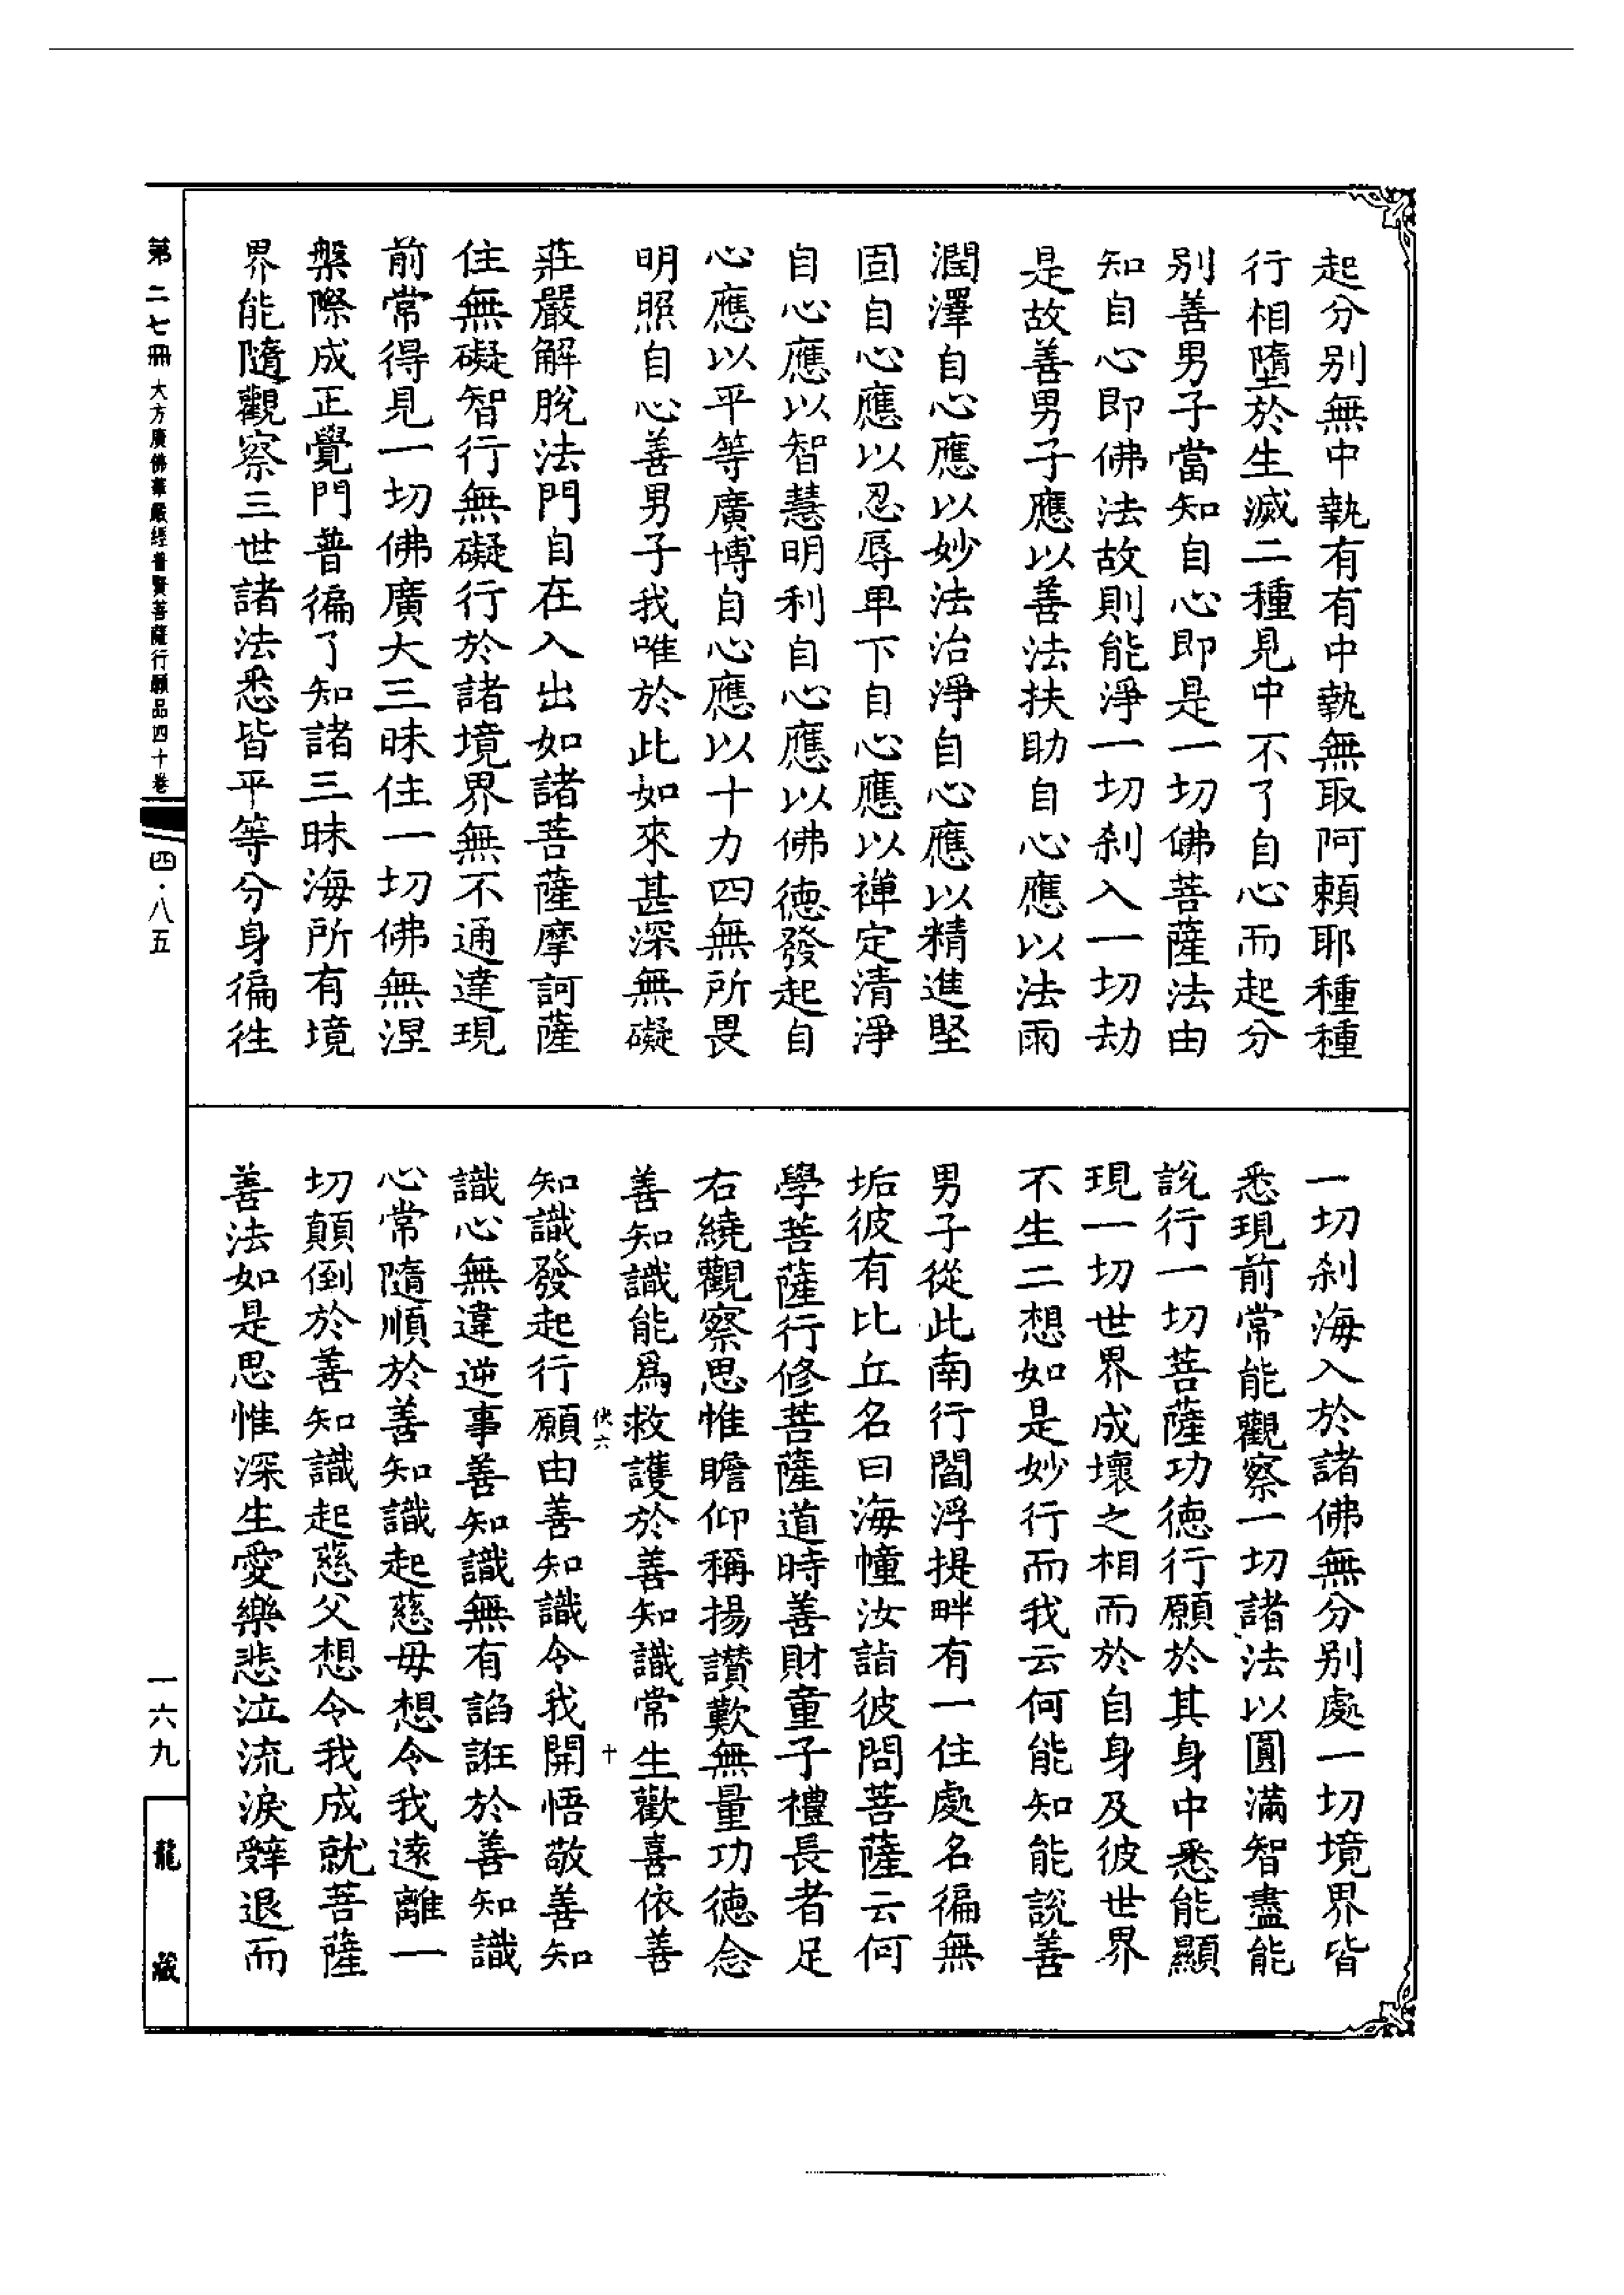 起分别無中執有有中執無取阿賴耶種種
行相墮於生滅二種見中不了自心而起分
别善男子當知自心即是一切佛菩薩法由
知自心即佛法故則能淨一切刹入一切劫
是故善男子應以善法扶助自心應以法雨
潤澤自心應以妙法治淨自心應以精進堅
固自心應以忍辱卑下自心應以禪定清淨
自心應以智慧明利自心應以佛德發起自
心應以平等廣博自心應以十力四無所畏
明照自心善男子我唯於此如來甚深無礙
莊嚴解脫法門自在入出如諸菩薩摩訶薩
住無礙智行無礙行於諸境界無不通達現
前常得見一切佛廣大三昧住一切佛無涅
槃際成正覺門普徧了知諸三昧海所有境
界能隨觀察三世諸法悉皆平等分身徧往
一切刹海入於諸佛無分别處一切境界皆
悉現前常能觀察一切諸法以圓滿智盡能
說行一切菩薩功德行願於其身中悉能顯
現一切世界成壞之相而於自身及彼世界
不生二想如是妙行而我云何能知能說善
男子從此南行閻浮提畔有一住處名徧無
垢彼有比丘名曰海幢汝詣彼問菩薩云何
學菩薩行修菩薩道時善財童子禮長者足
右繞觀察思惟瞻仰稱揚讃歎無量功德念
善知識能爲救護於善知識常生歡喜依善
伏六 十
知識發起行願由善知識令我開悟敬善知
識心無違逆事善知識無有諂誑於善知識
心常隨順於善知識起慈母想令我遠離一
切顛倒於善知識起慈父想令我成就菩薩
善法如是思惟深生愛樂悲泣流淚辭退而
第二七冊 大方廣佛華嚴經普賢菩薩行願品四十卷 四·八五
一六九
龍藏